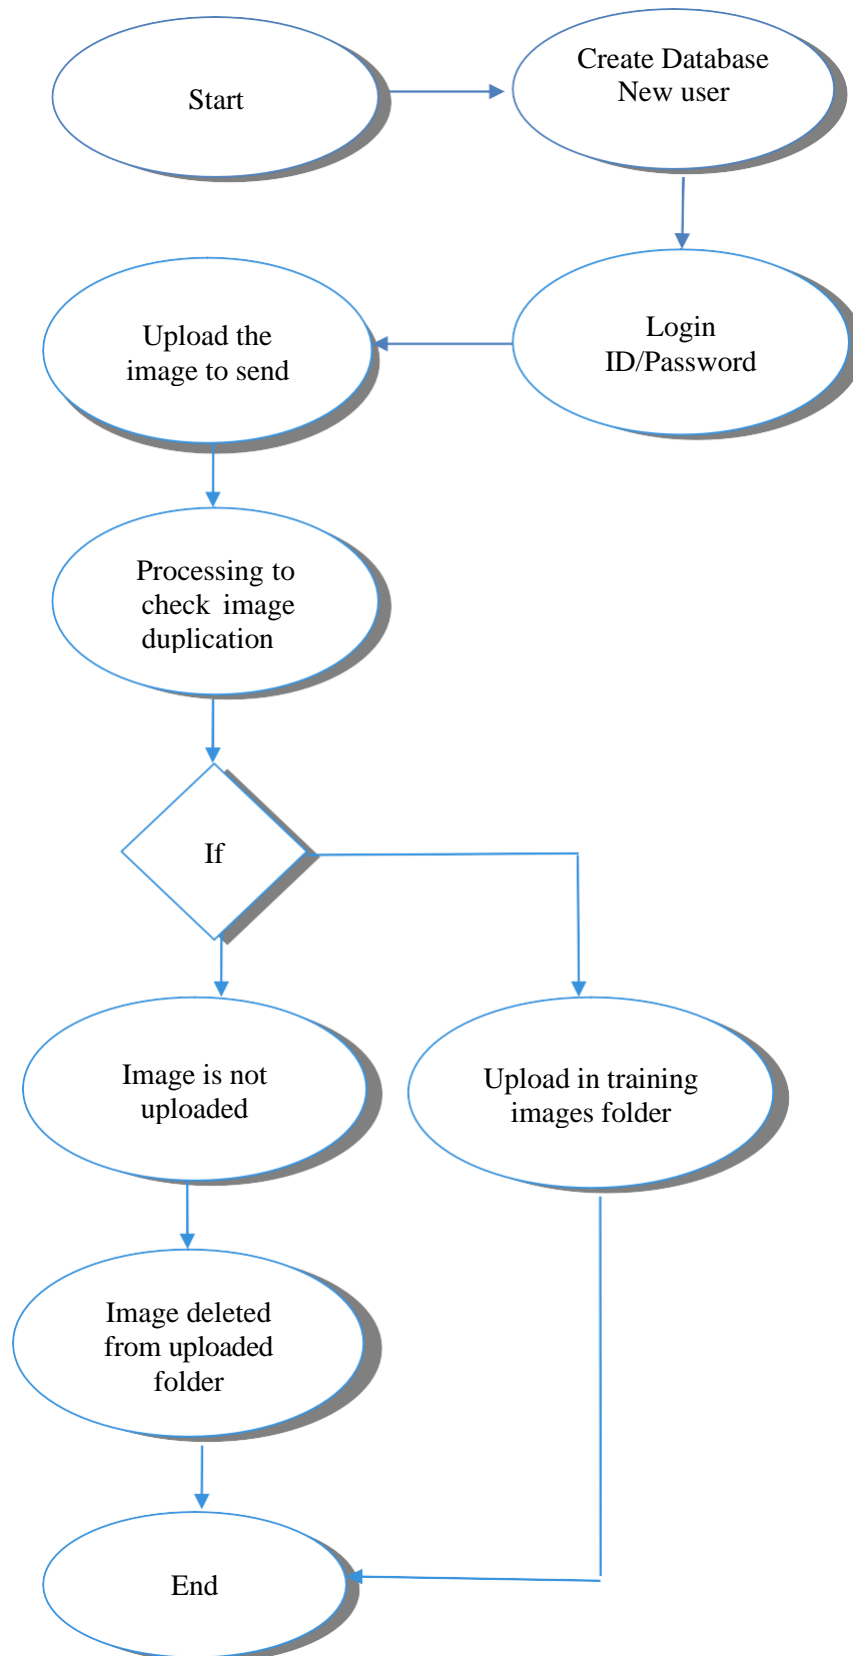 Start
Create Database
New user
Login
ID/Password
Upload the
image to send
Processing to
check image
duplication
If
Image is not
uploaded
Upload in training
images folder
Image deleted
from uploaded
folder
End